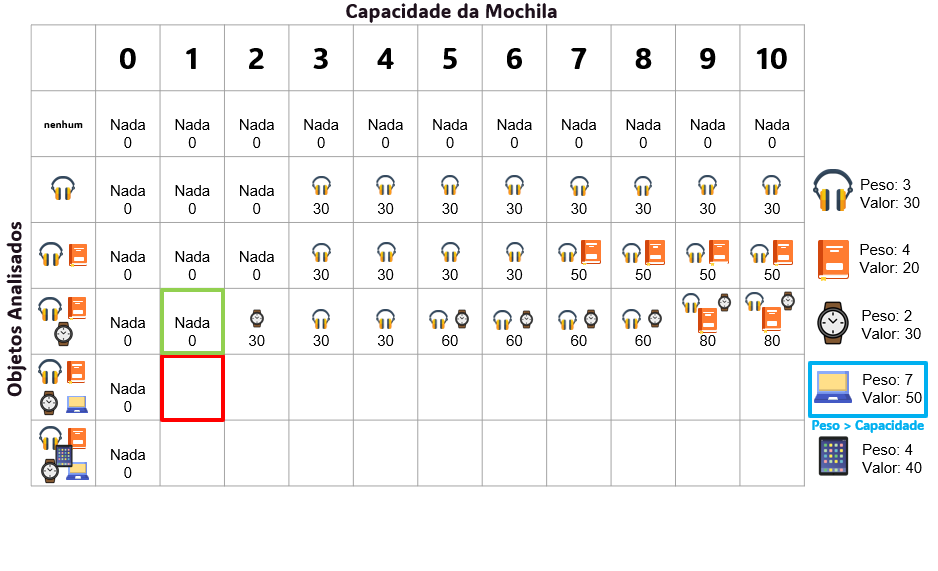 Capacidade da Mochila
0 1 2 3 4 5 6 7 8 9 10
Objetos Analisados
nenhum
Nada Nada Nada Nada Nada Nada Nada Nada Nada Nada Nada
0 0 0 0 0 0 0 0 0 0 0
Nada Nada Nada
0 0 0 30 30 30 30 30 30 30 30
Peso: 3
Valor: 30
Nada Nada Nada
0 0 0 30 30 30 30 50 50 50 50
Peso: 4
Valor: 20
Nada Nada
0 0 30 30 30 60 60 60 60 80 80
Peso: 2
Valor: 30
Nada
0
Peso: 7
Valor: 50
Peso > Capacidade
Nada
0
Peso: 4
Valor: 40